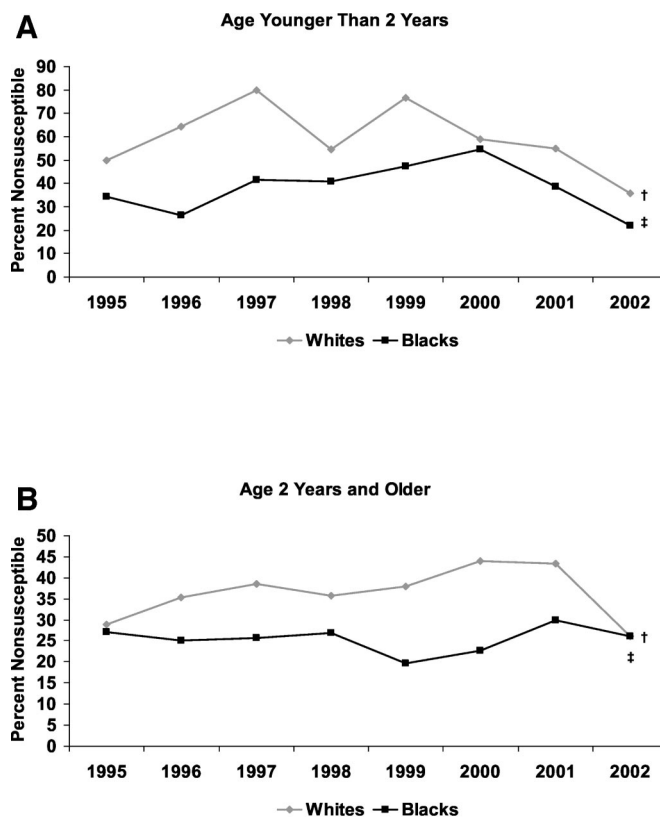 A
Age Younger Than 2 Years
Percent Nonsusceptible
90
80
70
60
50
40
30
20
10
0
†
‡
1995 1996 1997 1998 1999 2000 2001 2002
Whites Blacks
B
Age 2 Years and Older
Percent Nonsusceptible
50
45
40
35
30
25
20
15
10
5
0
†
‡
1995 1996 1997 1998 1999 2000 2001 2002
Whites Blacks